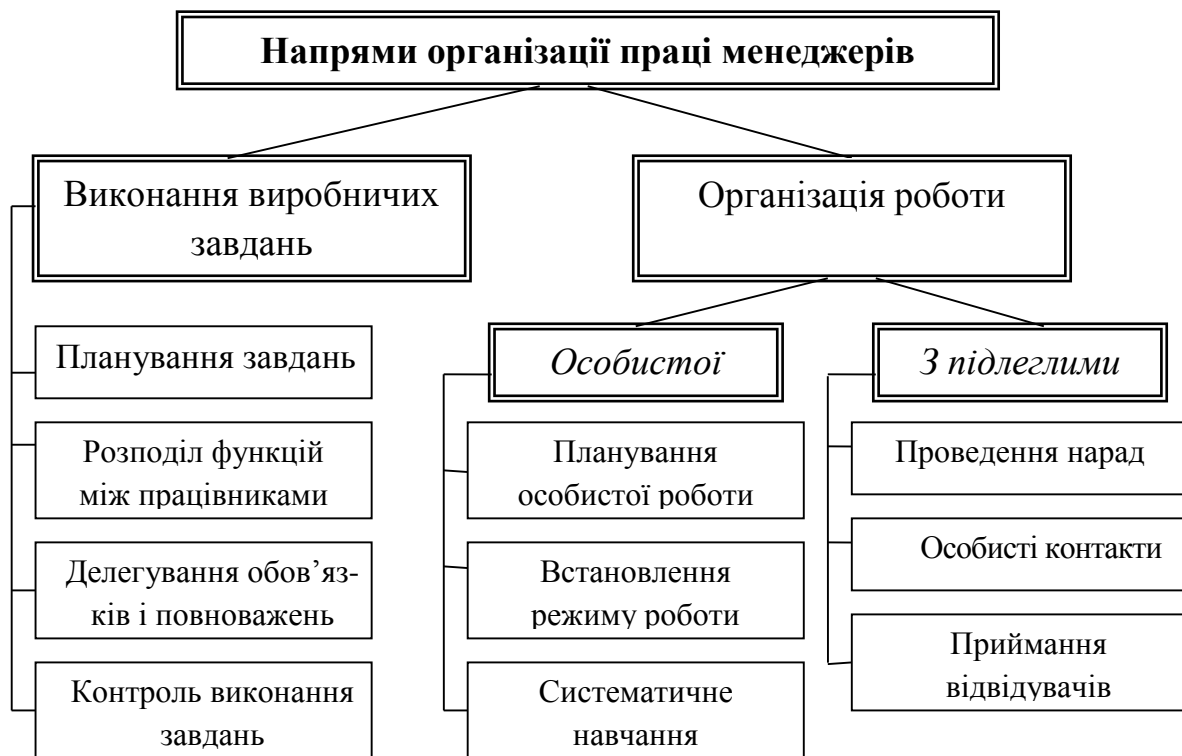 Напрями організації праці менеджерів
Виконання виробничих
завдань
Організація роботи
Планування завдань
Розподіл функцій
між працівниками
Делегування обов’яз-
ків і повноважень
Контроль виконання
завдань
Особистої
Планування
особистої роботи
Встановлення
режиму роботи
Систематичне
навчання
З підлеглими
Проведення нарад
Особисті контакти
Приймання
відвідувачів